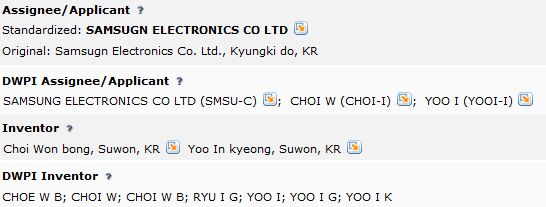 Assignee/Applicant ?
Standardized: SAMSUGN ELECTRONICS CO LTD
Original: Samsugn Electronics Co. Ltd., Kyungki do, KR
DWPI Assignee/Applicant ?
SAMSUNG ELECTRONICS CO LTD (SMSU-C) ; CHOI W (CHOI-I) ; YOO I (YOOI-I)
Inventor ?
Choi Won bong, Suwon, KR Yoo In kyeong, Suwon, KR
DWPI Inventor ?
CHOE W B; CHOI W; CHOI W B; RYU I G; YOO I; YOO I G; YOO I K